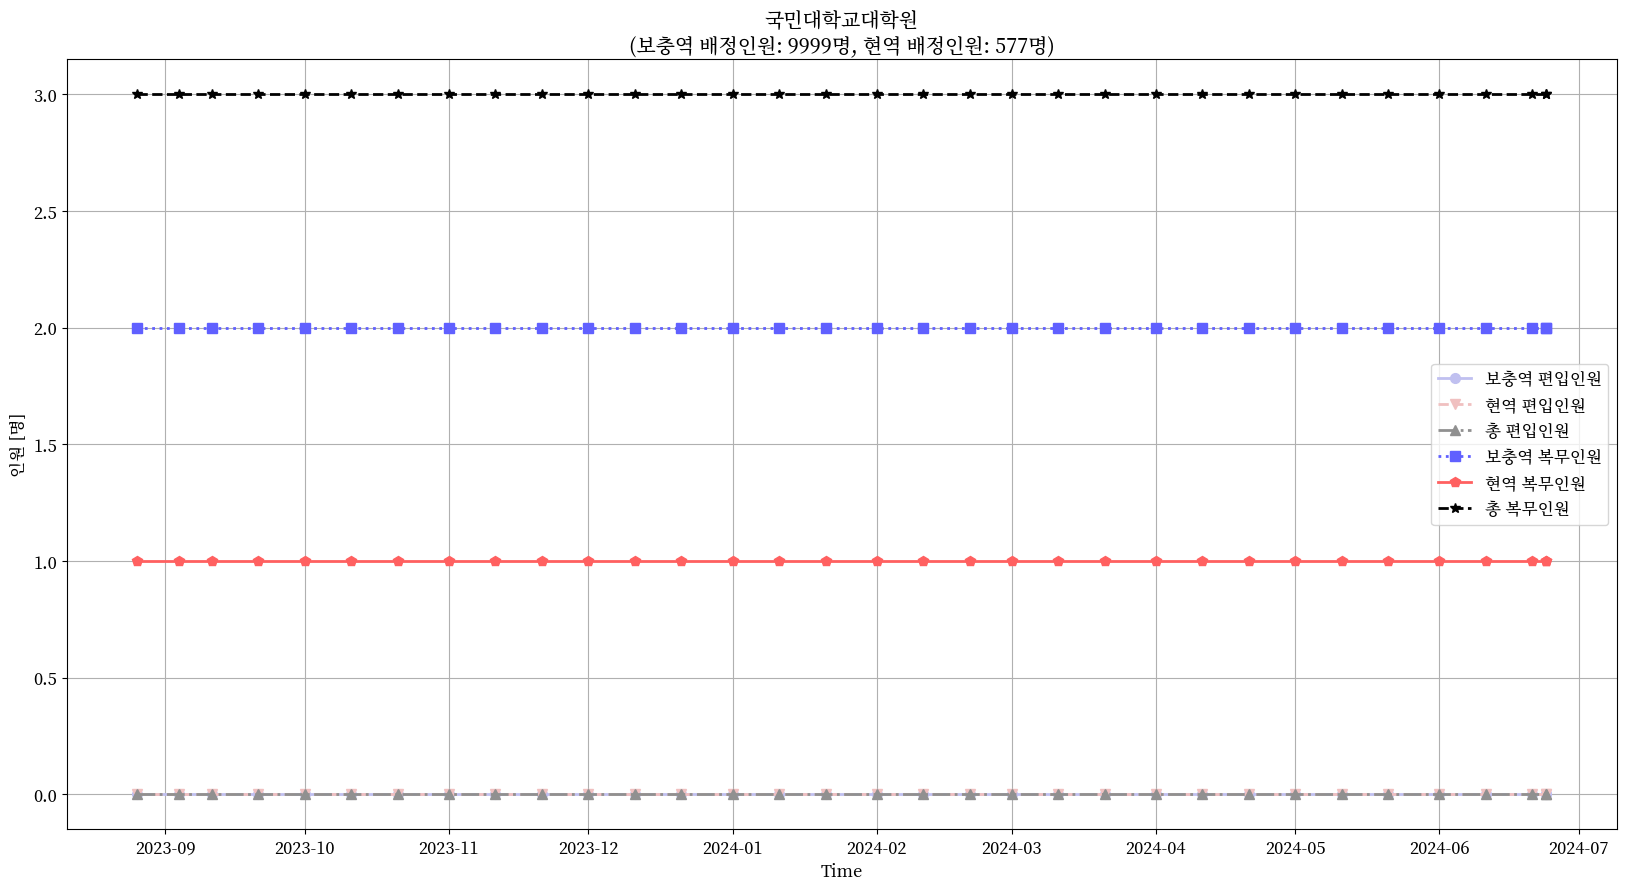 국민대학교대학원
(보충역 배정인원: 9999명, 현역 배정인원: 577명)
3.0
2.5
2.0
1.5
1.0
0.5
0.0
인원 [명]
보충역 편입인원
현역 편입인원
총 편입인원
보충역 복무인원
현역 복무인원
총 복무인원
2023-09 2023-10 2023-11 2023-12 2024-01 2024-02 2024-03 2024-04 2024-05 2024-06 2024-07
Time